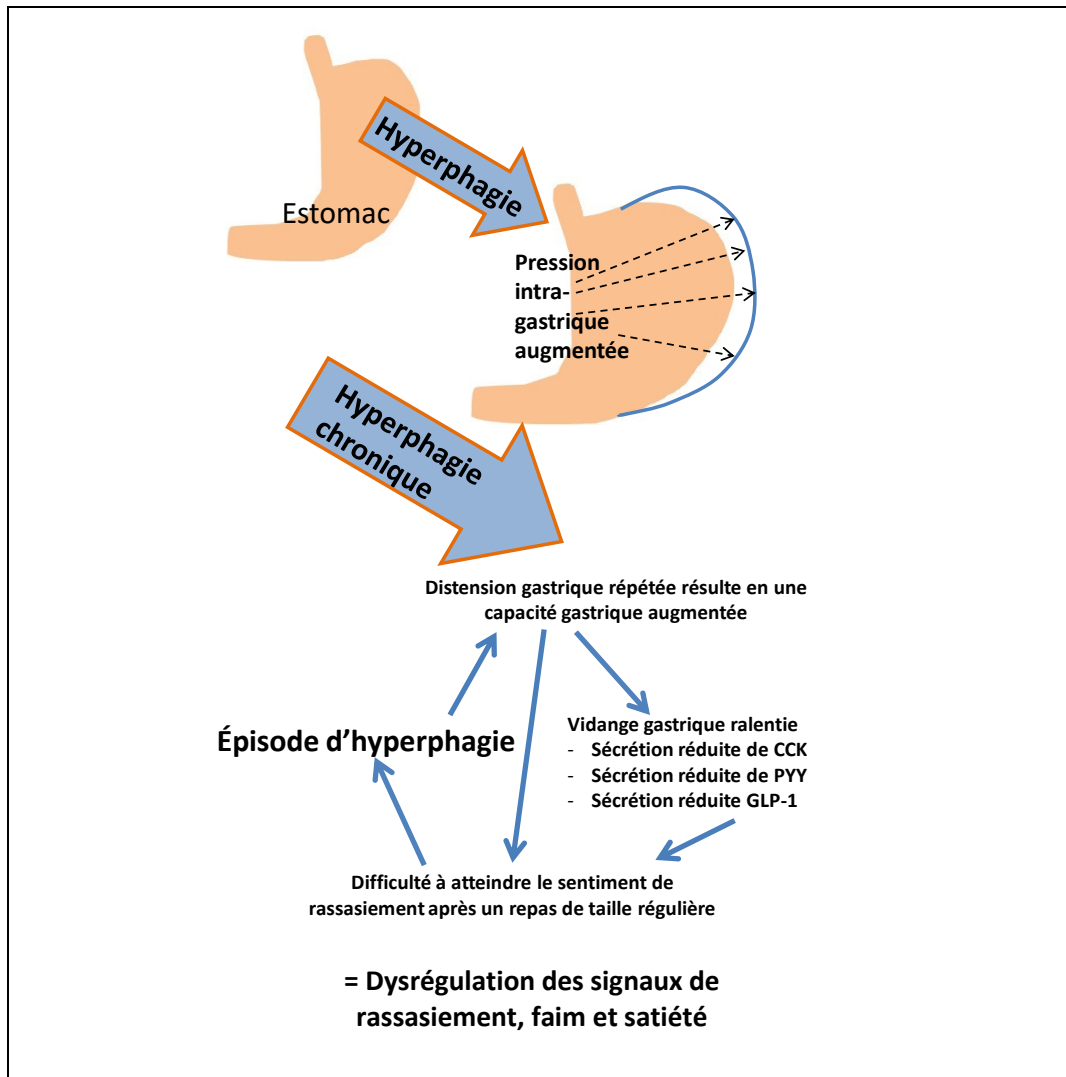 Hyperphagie
Estomac
Pression
intra-
gastrique
augmentée
Hyperphagie
chronique
Distension gastrique répétée résulte en une
capacité gastrique augmentée
Épisode d’hyperphagie
Vidange gastrique ralentie
- Sécrétion réduite de CCK
- Sécrétion réduite de PYY
- Sécrétion réduite GLP-1
Difficulté à atteindre le sentiment de
rassasiement après un repas de taille régulière
= Dysrégulation des signaux de
rassasiement, faim et satiété